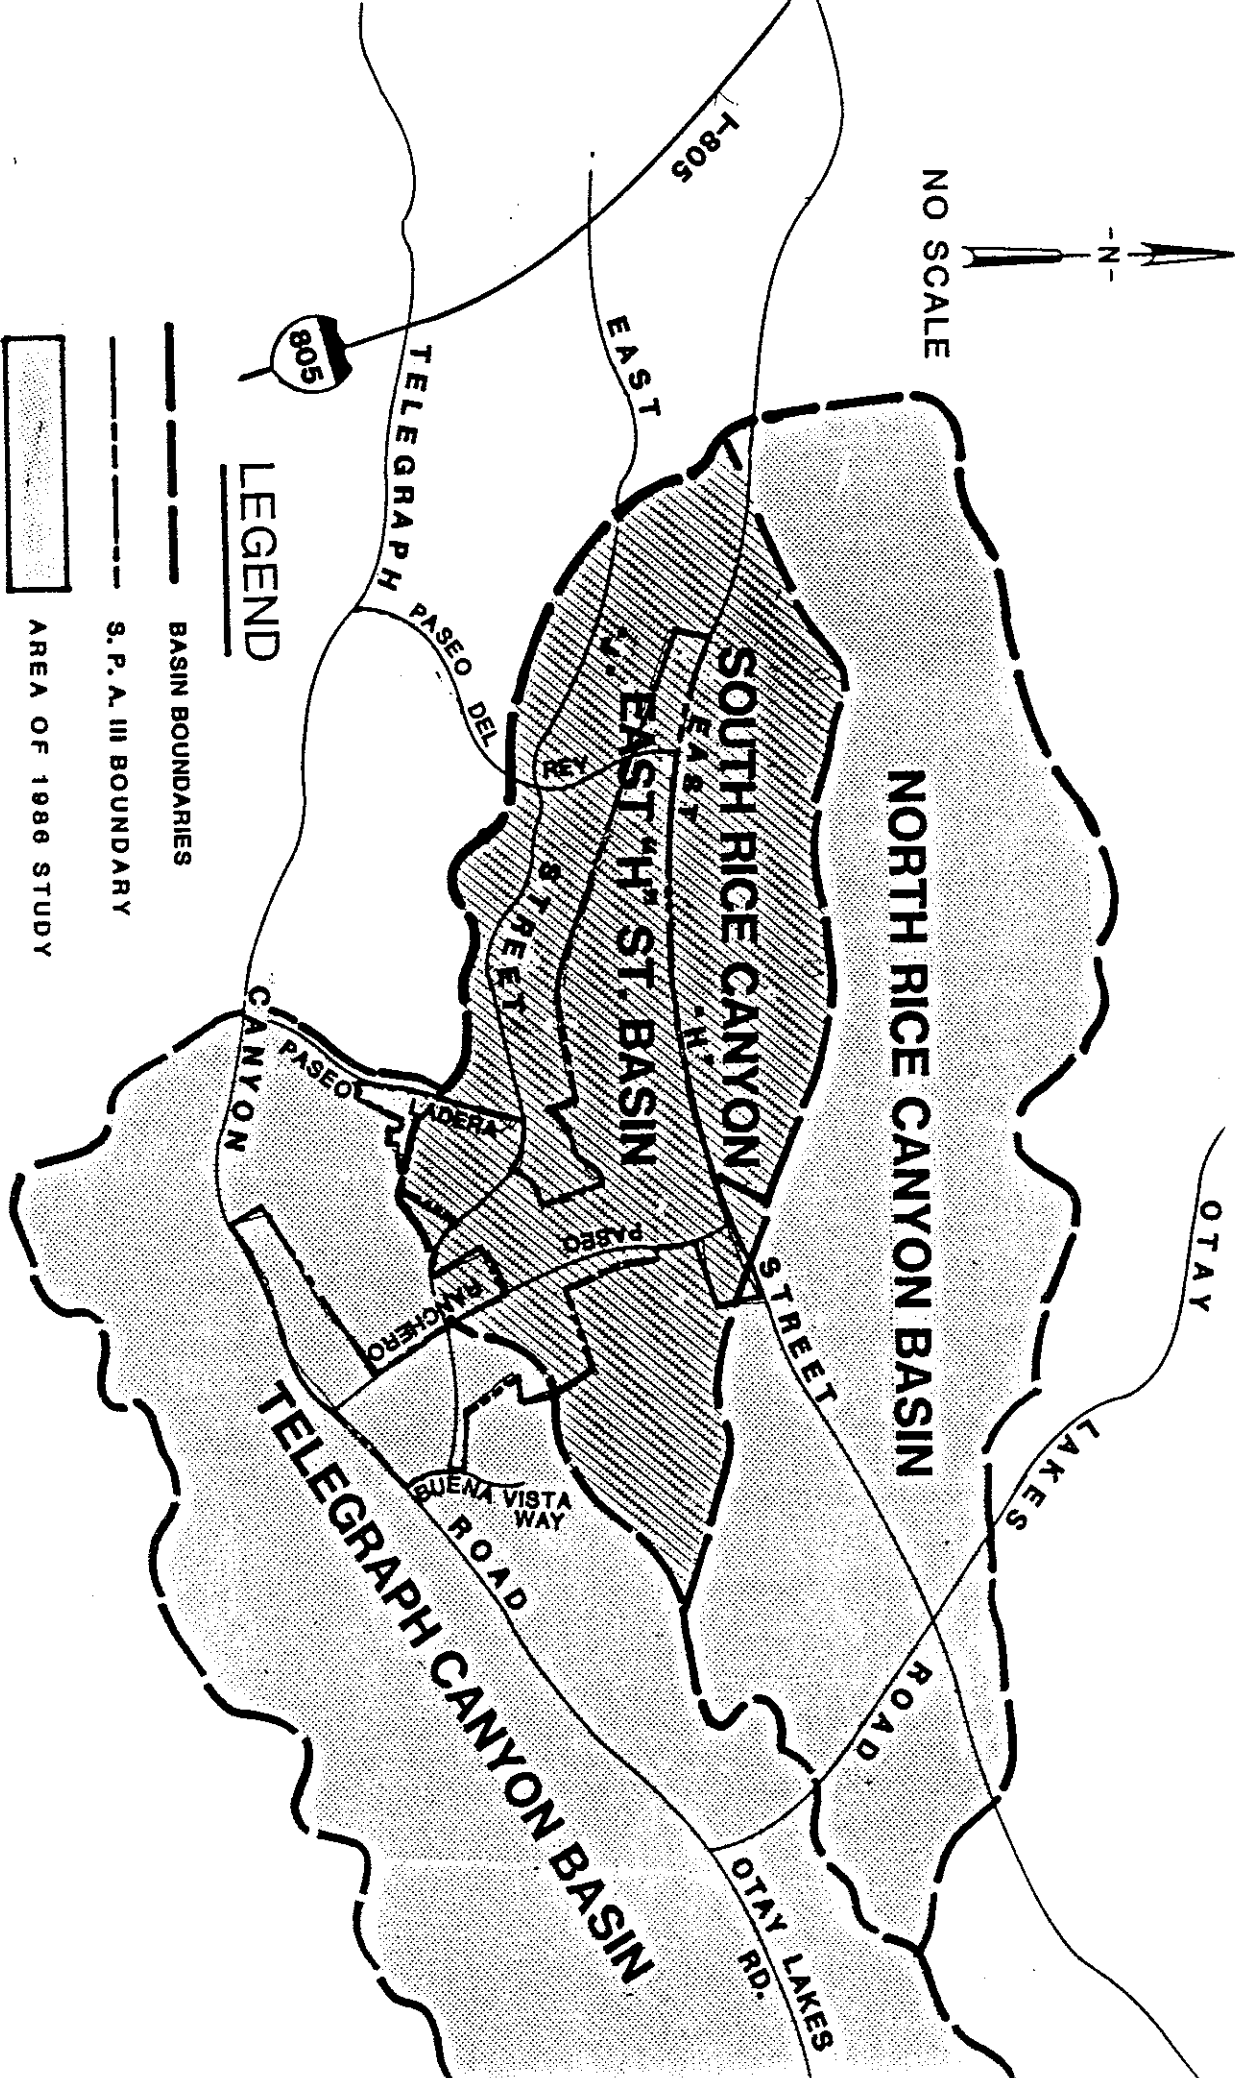 -N-
NO SCALE
I-805
805
OTAY
LAKES
ROAD
NORTH RICE CANYON BASIN
SOUTH RICE CANYON
EAST "H" ST. BASIN
EAST
"H"
STREET
EAST
"J"
STREET
TELEGRAPH
CANYON
ROAD
PASEO
DEL
REY
PASEO
LADERA
PASEO
RANCHERO
BUENA VISTA
WAY
TELEGRAPH CANYON BASIN
OTAY LAKES
RD.
LEGEND
BASIN BOUNDARIES
S.P.A. III BOUNDARY
AREA OF 1986 STUDY